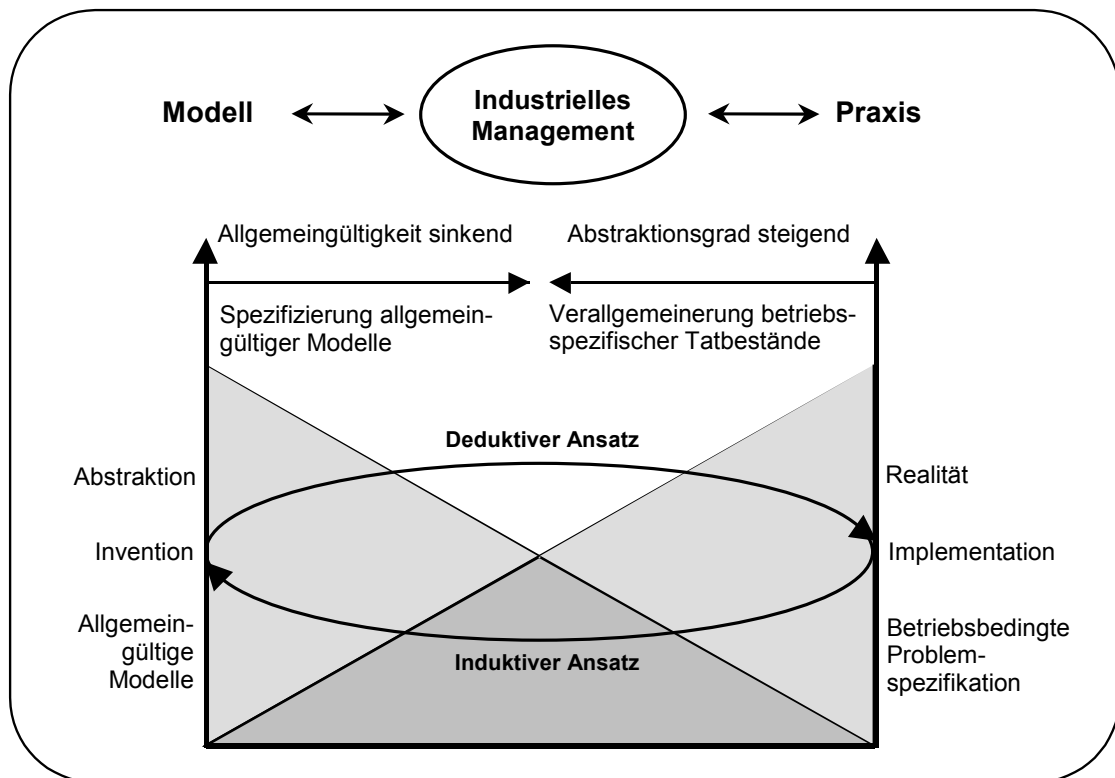 Modell
Industrielles
Management
Praxis
Allgemeingültigkeit sinkend
Abstraktionsgrad steigend
Spezifizierung allgemein-
gültiger Modelle
Verallgemeinerung betriebs-
spezifischer Tatbestände
Deduktiver Ansatz
Abstraktion
Realität
Invention
Implementation
Allgemein-
gültige
Modelle
Induktiver Ansatz
Betriebsbedingte
Problem-
spezifikation